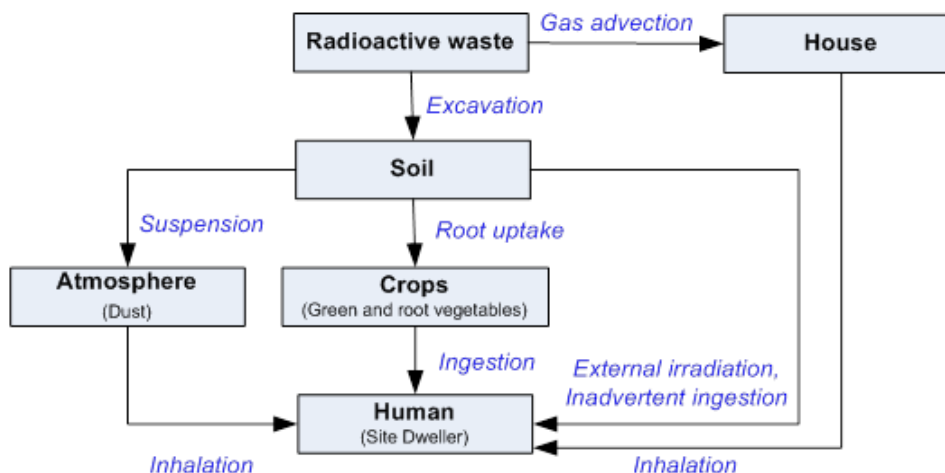 Radioactive waste
Gas advection
House
Excavation
Soil
Suspension
Root uptake
Atmosphere
(Dust)
Crops
(Green and root vegetables)
Ingestion
External irradiation,
Inadvertent ingestion
Human
(Site Dweller)
Inhalation
Inhalation